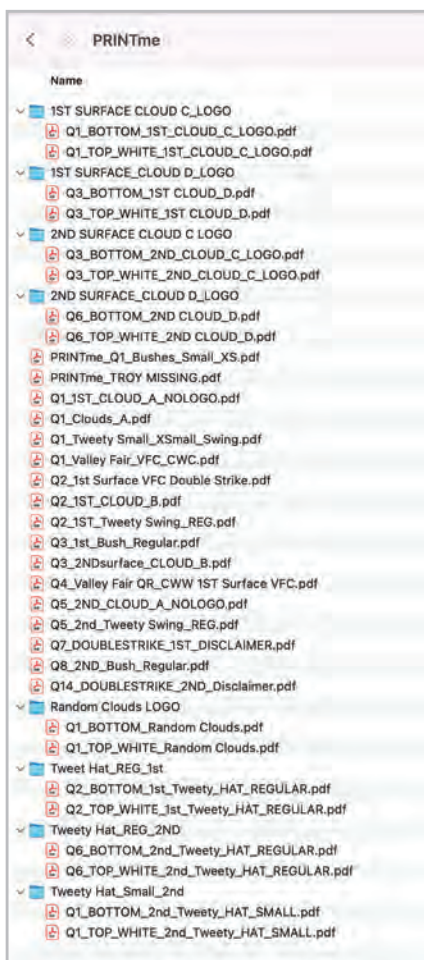 PRINTme
Name
1ST SURFACE CLOUD C_LOGO
Q1_BOTTOM_1ST_CLOUD_C_LOGO.pdf
Q1_TOP_WHITE_1ST_CLOUD_C_LOGO.pdf
1ST SURFACE_CLOUD D_LOGO
Q3_BOTTOM_1ST CLOUD_D.pdf
Q3_TOP_WHITE_1ST CLOUD_D.pdf
2ND SURFACE CLOUD C LOGO
Q3_BOTTOM_2ND_CLOUD_C_LOGO.pdf
Q3_TOP_WHITE_2ND_CLOUD_C_LOGO.pdf
2ND SURFACE_CLOUD D_LOGO
Q6_BOTTOM_2ND CLOUD_D.pdf
Q6_TOP_WHITE_2ND CLOUD_D.pdf
PRINTme_Q1_Bushes_Small_XS.pdf
PRINTme_TROY MISSING.pdf
Q1_1ST_CLOUD_A_NOLOGO.pdf
Q1_Clouds_A.pdf
Q1_Tweety Small_XSmall_Swing.pdf
Q1_Valley Fair_VFC_CWC.pdf
Q2_1st Surface VFC Double Strike.pdf
Q2_1ST_CLOUD_B.pdf
Q2_1ST_Tweety Swing_REG.pdf
Q3_1st_Bush_Regular.pdf
Q3_2NDsurface_CLOUD_B.pdf
Q4_Valley Fair QR_CWW 1ST Surface VFC.pdf
Q5_2ND_CLOUD_A_NOLOGO.pdf
Q5_2nd_Tweety Swing_REG.pdf
Q7_DOUBLESTRIKE_1ST_DISCLAIMER.pdf
Q8_2ND_Bush_Regular.pdf
Q14_DOUBLESTRIKE_2ND_Disclaimer.pdf
Random Clouds LOGO
Q1_BOTTOM_Random Clouds.pdf
Q1_TOP_WHITE_Random Clouds.pdf
Tweet Hat_REG_1st
Q2_BOTTOM_1st_Tweety_HAT_REGULAR.pdf
Q2_TOP_WHITE_1st_Tweety_HAT_REGULAR.pdf
Tweety Hat_REG_2ND
Q6_BOTTOM_2nd_Tweety_HAT_REGULAR.pdf
Q6_TOP_WHITE_2nd_Tweety_HAT_REGULAR.pdf
Tweety Hat_Small_2nd
Q1_BOTTOM_2nd_Tweety_HAT_SMALL.pdf
Q1_TOP_WHITE_2nd_Tweety_HAT_SMALL.pdf